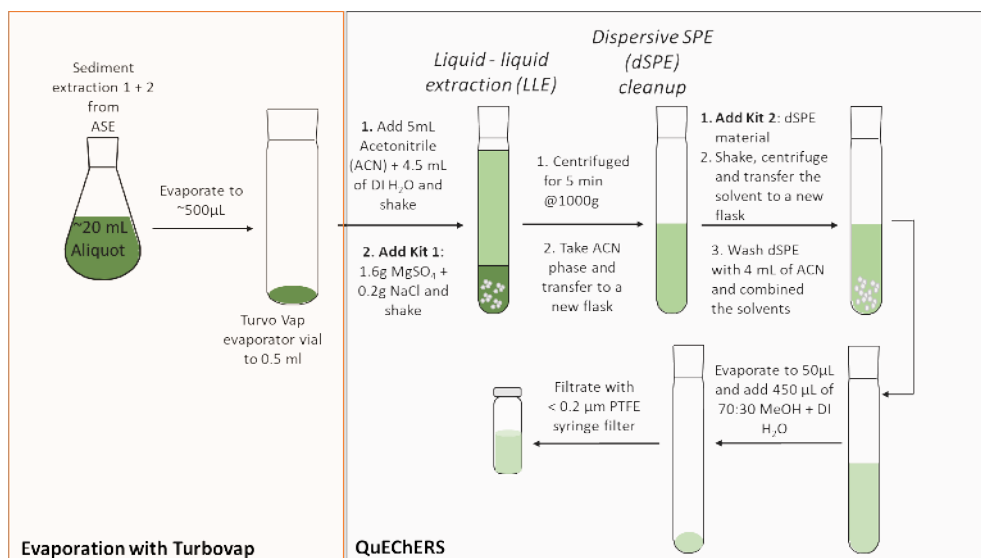 Sediment
extraction 1 + 2
from
ASE
~20 mL
Aliquot
Evaporate to
~500µL
Turvo Vap
evaporator vial
to 0.5 ml
Evaporation with Turbovap
Liquid - liquid
extraction (LLE)
1. Add 5mL
Acetonitrile
(ACN) + 4.5 mL
of DI H₂O and
shake
2. Add Kit 1:
1.6g MgSO₄ +
0.2g NaCl and
shake
Dispersive SPE
(dSPE)
cleanup
1. Centrifuged
for 5 min
@1000g
2. Take ACN
phase and
transfer to a
new flask
1. Add Kit 2: dSPE
material
2. Shake, centrifuge
and transfer the
solvent to a new
flask
3. Wash dSPE
with 4 mL of ACN
and combined
the solvents
Evaporate to 50µL
and add 450 µL of
70:30 MeOH + DI
H₂O
Filtrate with
< 0.2 µm PTFE
syringe filter
QuEChERS